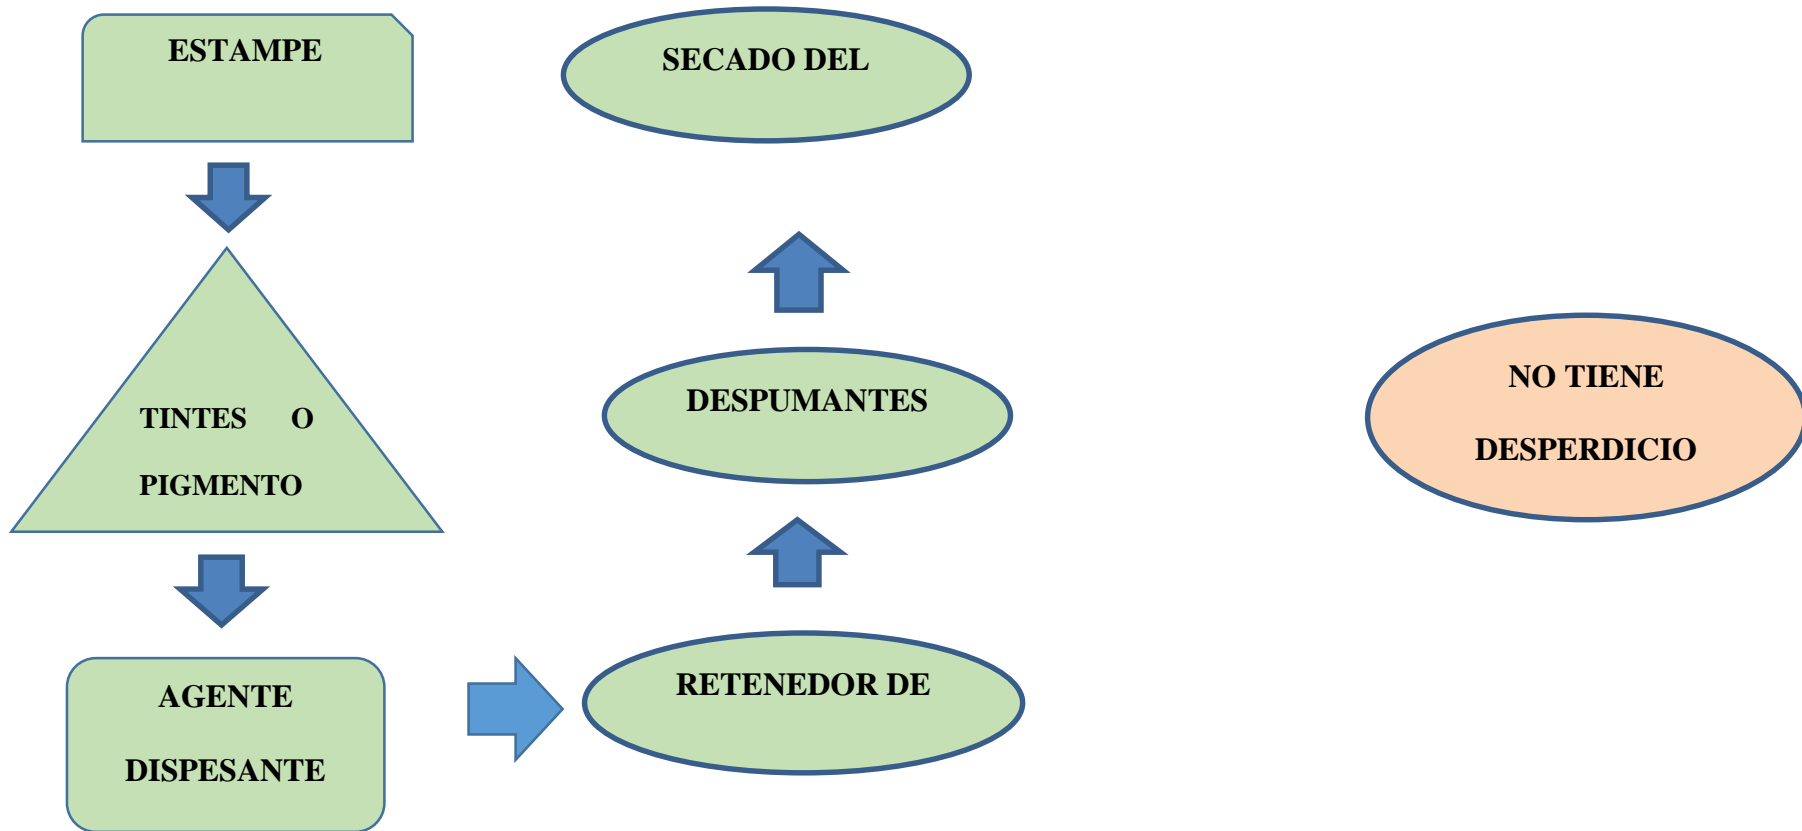 ESTAMPE
TINTES O
PIGMENTO
AGENTE
DISPESANTE
RETENEDOR DE
DESPUMANTES
SECADO DEL
NO TIENE
DESPERDICIO